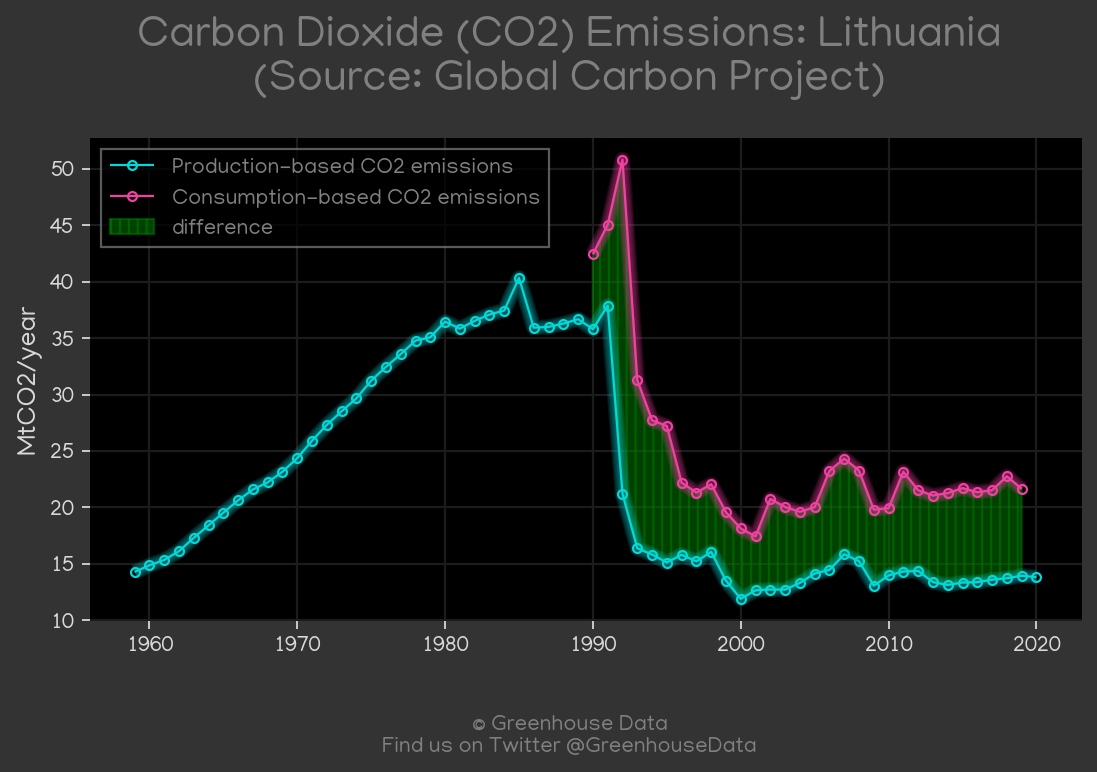 Carbon Dioxide (CO2) Emissions: Lithuania
(Source: Global Carbon Project)
Production-based CO2 emissions
Consumption-based CO2 emissions
difference
MtCO2/year
50
45
40
35
30
25
20
15
10
1960 1970 1980 1990 2000 2010 2020
© Greenhouse Data
Find us on Twitter @GreenhouseData